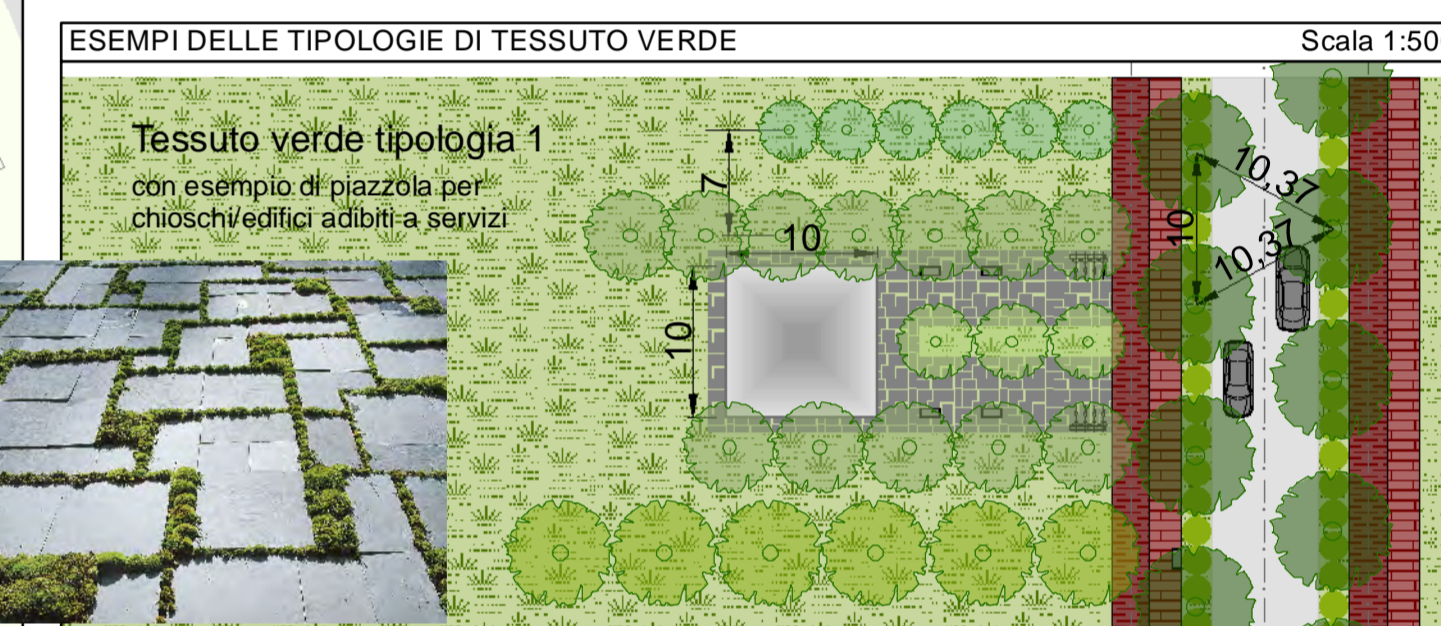 ESEMPI DELLE TIPOLOGIE DI TESSUTO VERDE
Scala 1:50
Tessuto verde tipologia 1
con esempio di piazzola per
chioschi/edifici adibiti a servizi
7
10
10
10
10,37
10,37